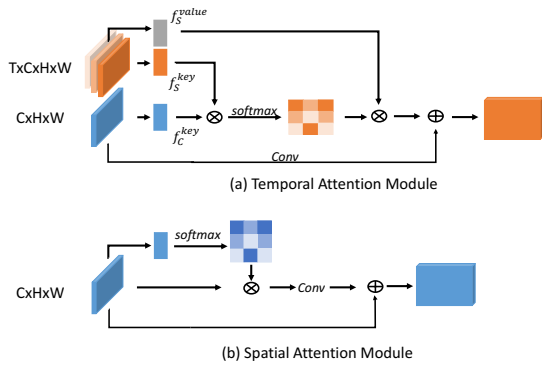 f_S^{value}
TxCxHxW
f_S^{key}
CxHxW
softmax
f_C^{key}
Conv
(a) Temporal Attention Module
softmax
CxHxW
Conv
(b) Spatial Attention Module